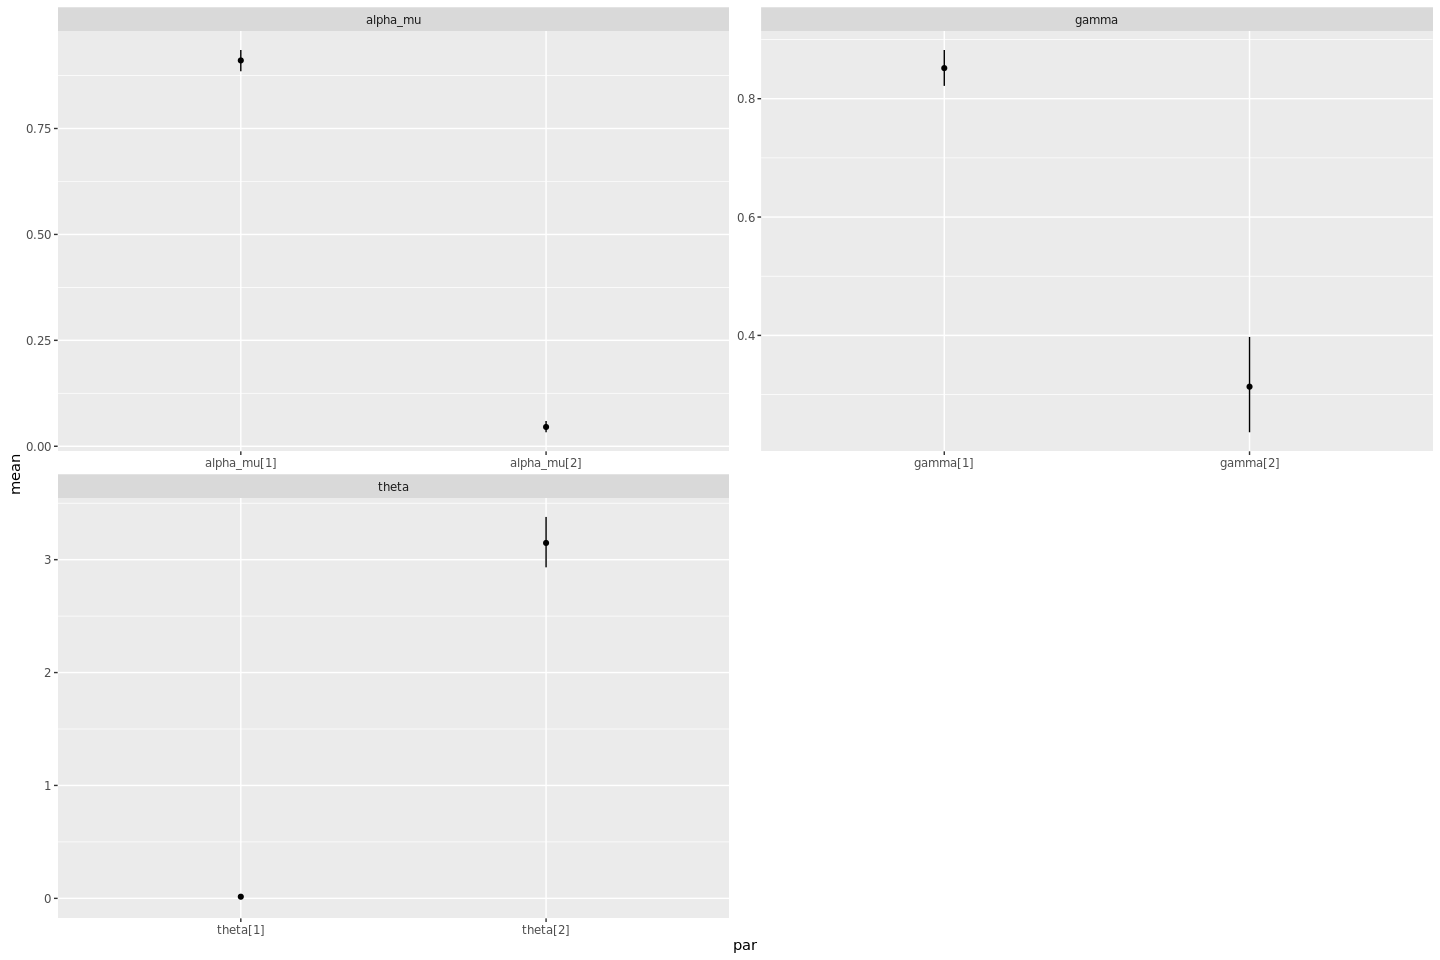 alpha_mu
gamma
0.75
0.50
0.25
0.00
0.8
0.6
0.4
alpha_mu[1]
alpha_mu[2]
gamma[1]
gamma[2]
mean
theta
3
2
1
0
theta[1]
theta[2]
par